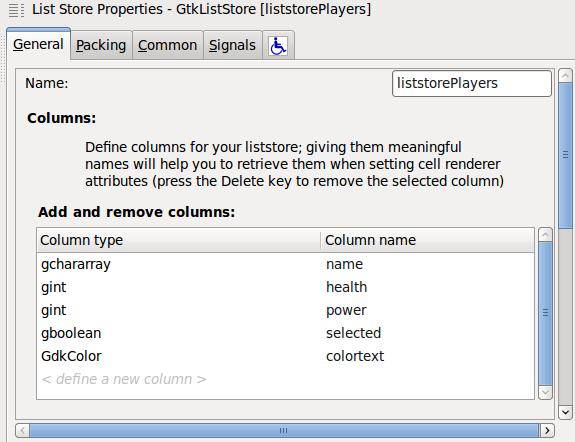 List Store Properties - GtkListStore [liststorePlayers]
General Packing Common Signals
Name: liststorePlayers
Columns:
Define columns for your liststore; giving them meaningful
names will help you to retrieve them when setting cell renderer
attributes (press the Delete key to remove the selected column)
Add and remove columns:
Column type Column name
gchararray name
gint health
gint power
gboolean selected
GdkColor colortext
< define a new column >